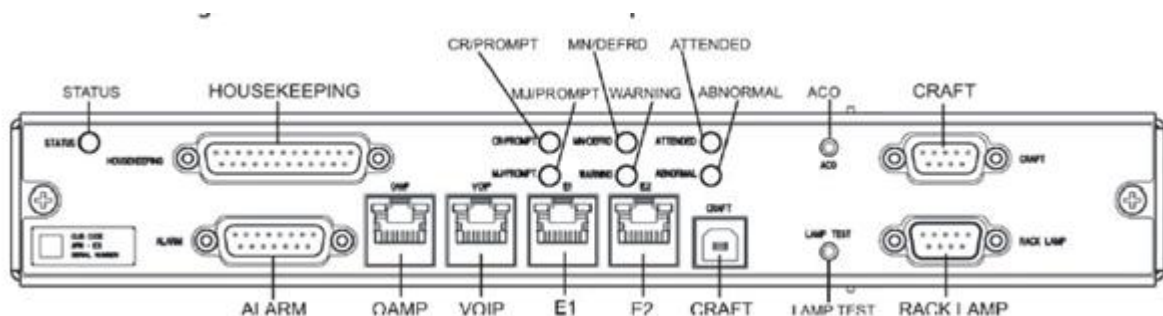 CR/PROMPT MN/DEFRD ATTENDED
STATUS HOUSEKEEPING MJ/PROMPT WARNING ABNORMAL ACO CRAFT
STATUS CR/PROMPT MN/DEFRD ATTENDED
HOUSEKEEPING ACO CRAFT
MJ/PROMPT WARNING ABNORMAL
OAMP VOIP E1 E2
CRAFT
ALARM LAMP TEST RACK LAMP
SERIAL NUMBER
ALARM OAMP VOIP E1 E2 CRAFT LAMP TEST RACK LAMP